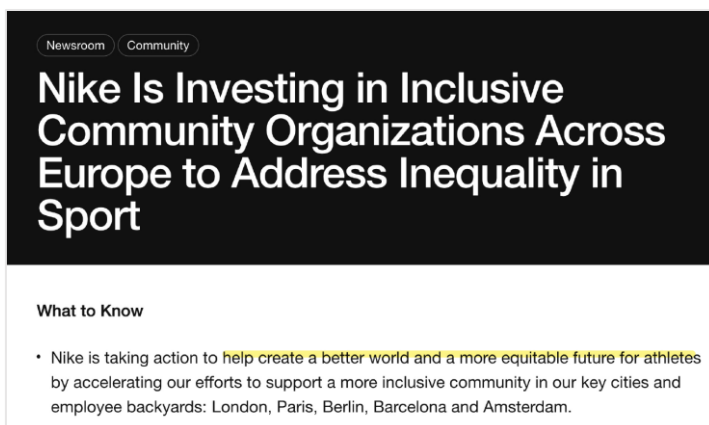 Newsroom Community
Nike Is Investing in Inclusive
Community Organizations Across
Europe to Address Inequality in
Sport
What to Know
• Nike is taking action to help create a better world and a more equitable future for athletes
by accelerating our efforts to support a more inclusive community in our key cities and
employee backyards: London, Paris, Berlin, Barcelona and Amsterdam.